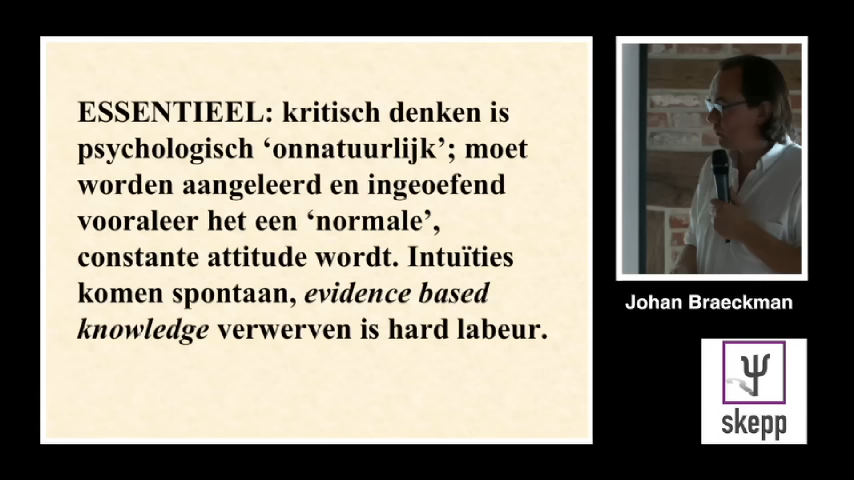 ESSENTIEEL: kritisch denken is
psychologisch ‘onnatuurlijk’; moet
worden aangeleerd en ingeoefend
vooraleer het een ‘normale’,
constante attitude wordt. Intuïties
komen spontaan, evidence based
knowledge verwerven is hard labeur.
Johan Braeckman
skepp